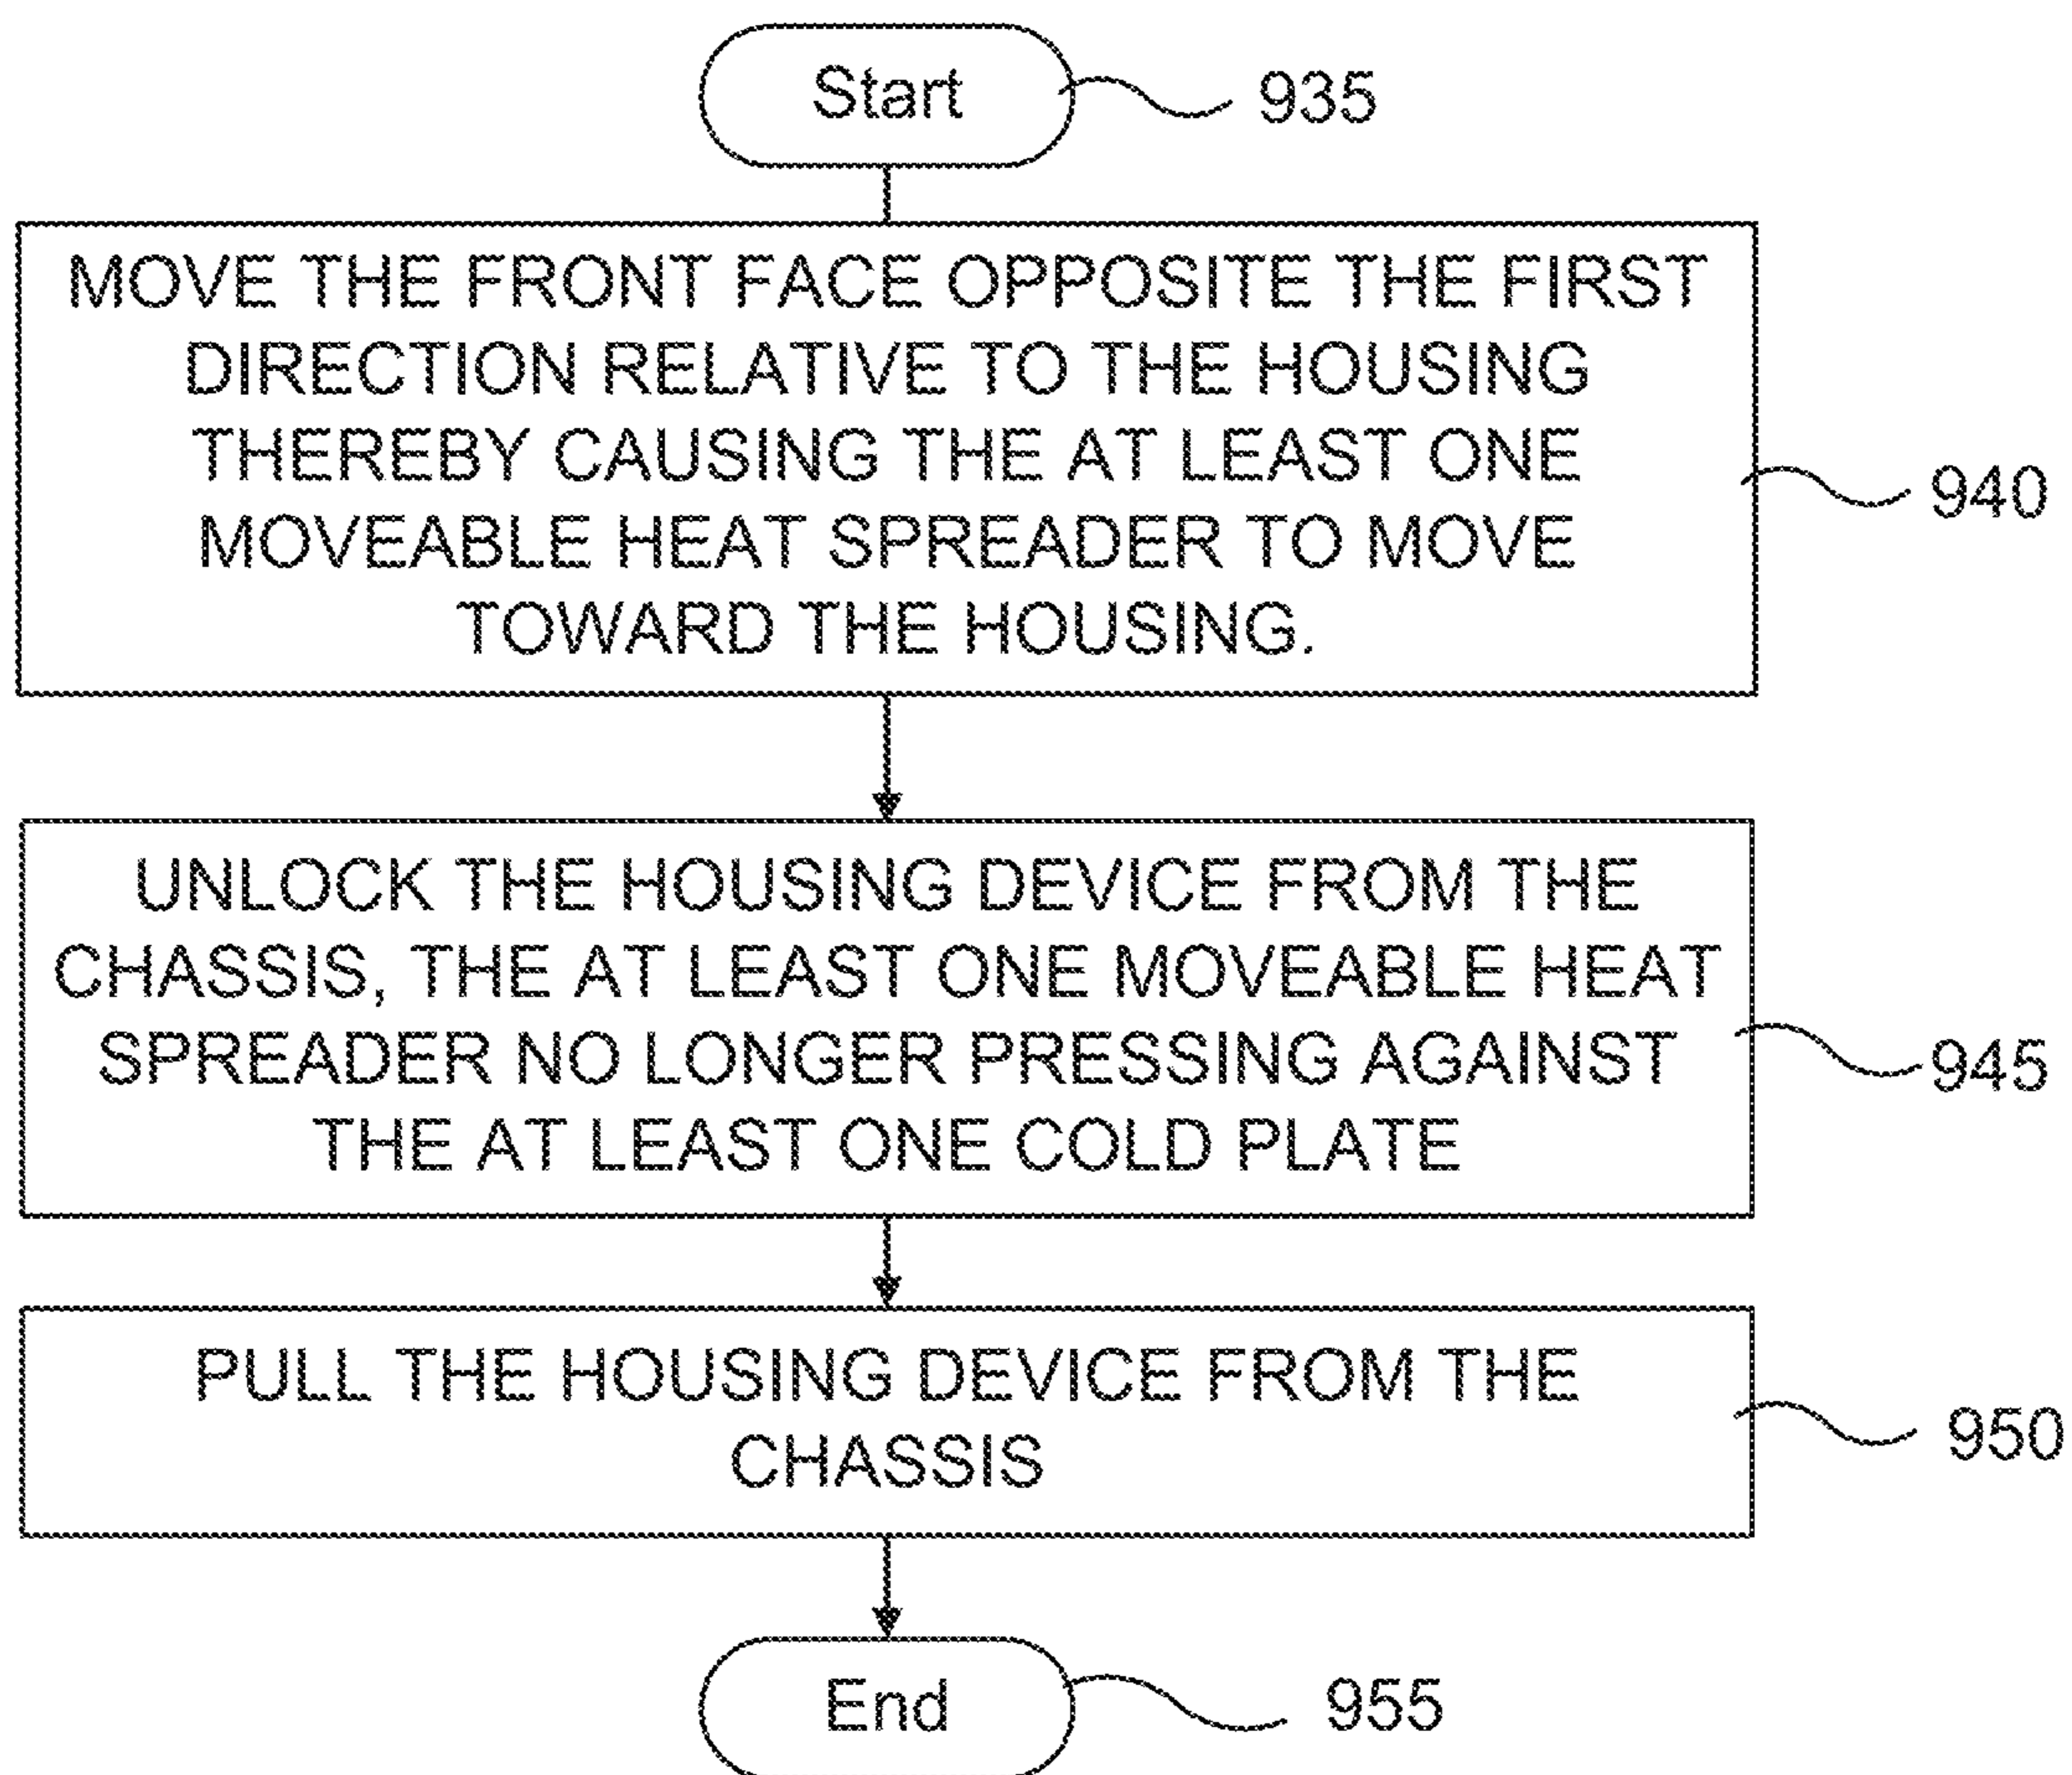 Start
935
MOVE THE FRONT FACE OPPOSITE THE FIRST
DIRECTION RELATIVE TO THE HOUSING
THEREBY CAUSING THE AT LEAST ONE
MOVEABLE HEAT SPREADER TO MOVE
TOWARD THE HOUSING.
940
UNLOCK THE HOUSING DEVICE FROM THE
CHASSIS, THE AT LEAST ONE MOVEABLE HEAT
SPREADER NO LONGER PRESSING AGAINST
THE AT LEAST ONE COLD PLATE
945
PULL THE HOUSING DEVICE FROM THE
CHASSIS
950
End
955